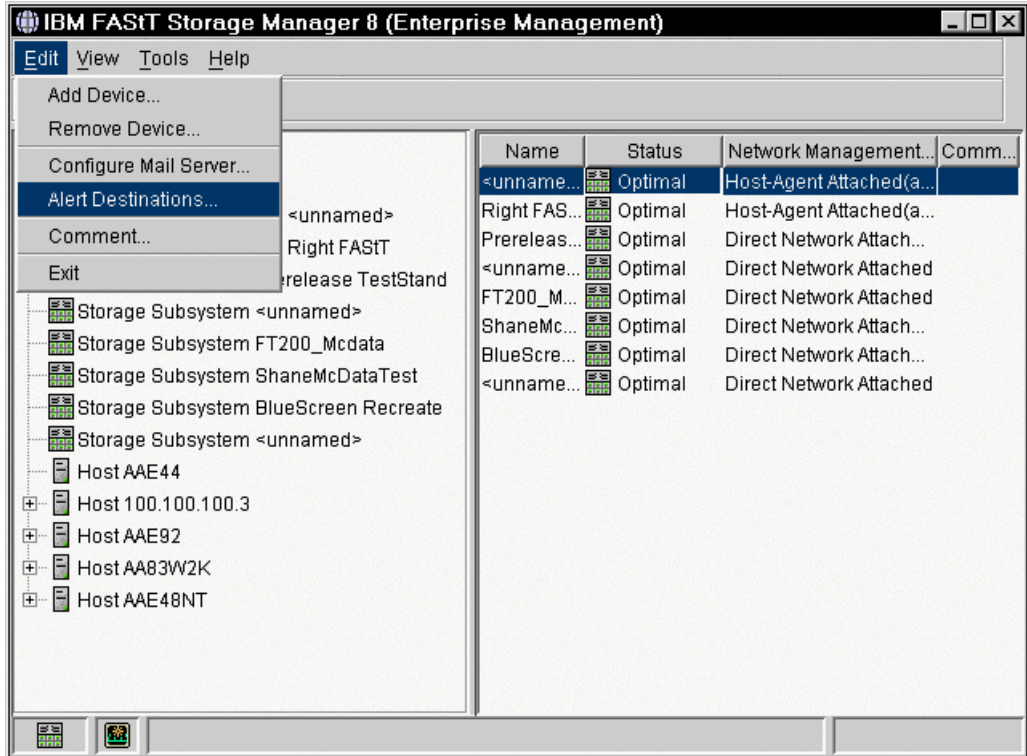 IBM FAStT Storage Manager 8 (Enterprise Management)
Edit View Tools Help
Add Device...
Remove Device...
Configure Mail Server...
Alert Destinations...
Comment...
Exit
<unnamed>
Right FAStT
erelease TestStand
Storage Subsystem <unnamed>
Storage Subsystem FT200_Mcdata
Storage Subsystem ShaneMcDataTest
Storage Subsystem BlueScreen Recreate
Storage Subsystem <unnamed>
Host AAE44
Host 100.100.100.3
Host AAE92
Host AA83W2K
Host AAE48NT
Name Status Network Management... Comm...
<unname... Optimal Host-Agent Attached(a...
Right FAS... Optimal Host-Agent Attached(a...
Prereleas... Optimal Direct Network Attach...
<unname... Optimal Direct Network Attached
FT200_M... Optimal Direct Network Attached
ShaneMc... Optimal Direct Network Attach...
BlueScre... Optimal Direct Network Attach...
<unname... Optimal Direct Network Attached